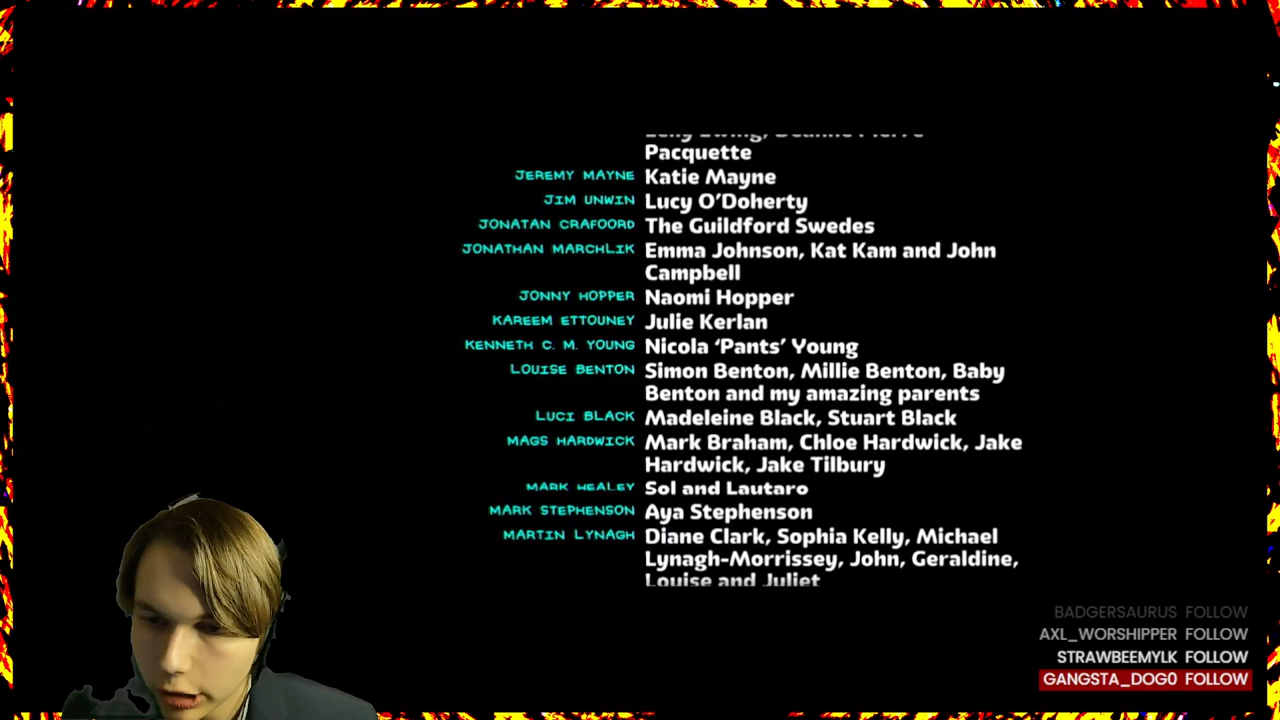 Pacquette
JEREMY MAYNE Katie Mayne
JIM UNWIN Lucy O'Doherty
JONATAN CRAFOORD The Guildford Swedes
JONATHAN MARCHLIK Emma Johnson, Kat Kam and John
Campbell
JONNY HOPPER Naomi Hopper
KAREEM ETTOUNEY Julie Kerlan
KENNETH C. M. YOUNG Nicola ‘Pants’ Young
LOUISE BENTON Simon Benton, Millie Benton, Baby
Benton and my amazing parents
LUCI BLACK Madeleine Black, Stuart Black
MAGS HARDWICK Mark Braham, Chloe Hardwick, Jake
Hardwick, Jake Tilbury
MARK HEALEY Sol and Lautaro
MARK STEPHENSON Aya Stephenson
MARTIN LYNAGH Diane Clark, Sophia Kelly, Michael
Lynagh-Morrissey, John, Geraldine,
Louise and Juliet
BADGERSAURUS FOLLOW
AXL_WORSHIPPER FOLLOW
STRAWBEEMYLK FOLLOW
GANGSTA_DOG0 FOLLOW